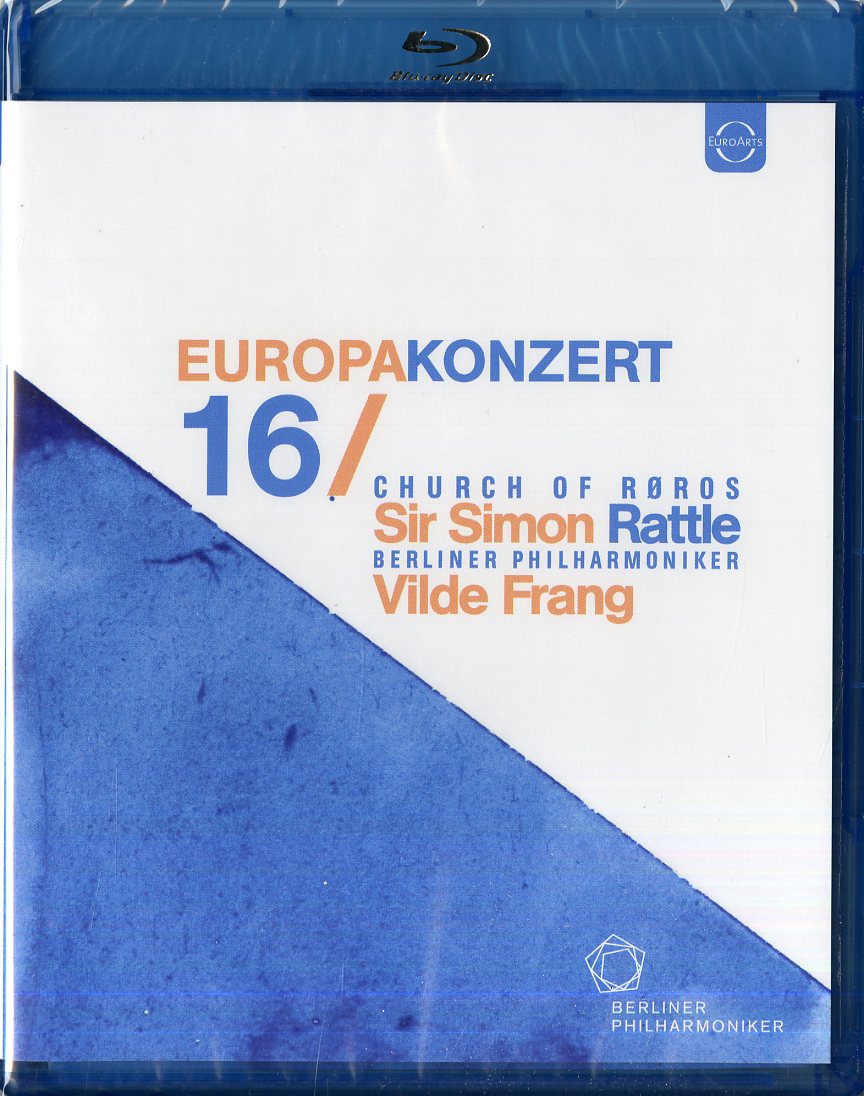 Blu-ray Disc
EUROARTS
EUROPAKONZERT
16/
CHURCH OF RØROS
Sir Simon Rattle
BERLINER PHILHARMONIKER
Vilde Frang
BERLINER
PHILHARMONIKER